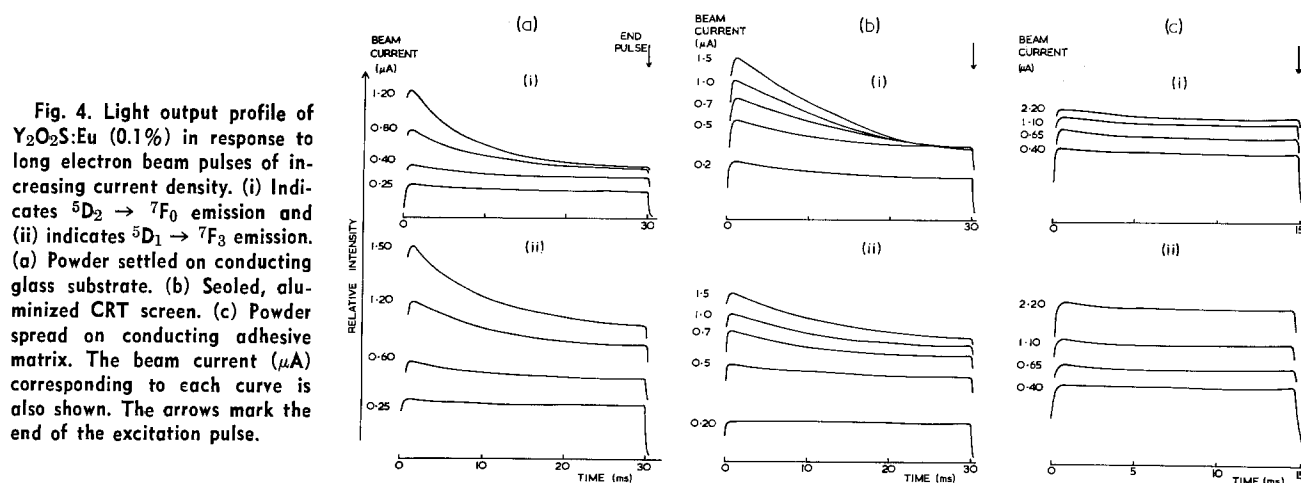 Fig. 4. Light output profile of
Y₂O₂S:Eu (0.1%) in response to
long electron beam pulses of in-
creasing current density. (i) Indi-
cates ⁵D₂ → ⁷F₀ emission and
(ii) indicates ⁵D₁ → ⁷F₃ emission.
(a) Powder settled on conducting
glass substrate. (b) Sealed, alu-
minized CRT screen. (c) Powder
spread on conducting adhesive
matrix. The beam current (μA)
corresponding to each curve is
also shown. The arrows mark the
end of the excitation pulse.
RELATIVE INTENSITY
(a)
BEAM
CURRENT
(μA)
END
PULSE
(i)
1·20
0·60
0·40
0·25
0
30
(ii)
1·50
1·20
0·60
0·25
0
10
20
30
TIME (ms)
(b)
BEAM
CURRENT
(μA)
(i)
1·5
1·0
0·7
0·5
0·2
0
30
(ii)
1·5
1·0
0·7
0·5
0·20
0
10
20
30
TIME (ms)
(c)
BEAM
CURRENT
(μA)
(i)
2·20
1·10
0·65
0·40
0
15
(ii)
2·20
1·10
0·65
0·40
0
5
10
15
TIME (ms)